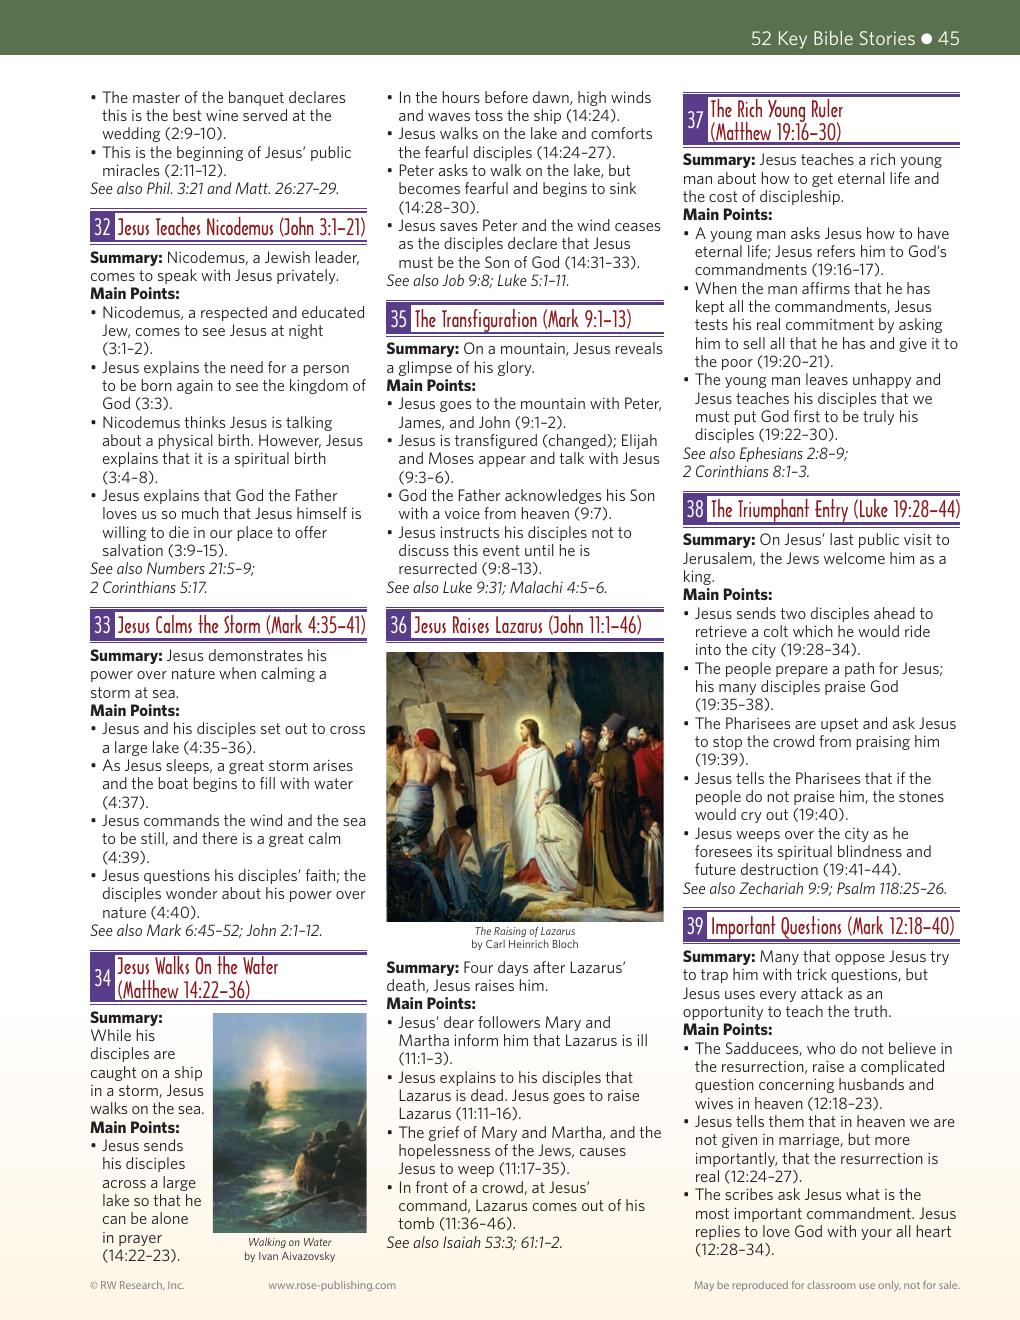 52 Key Bible Stories ● 45
• The master of the banquet declares
this is the best wine served at the
wedding (2:9–10).
• This is the beginning of Jesus’ public
miracles (2:11–12).
See also Phil. 3:21 and Matt. 26:27–29.
32 Jesus Teaches Nicodemus (John 3:1–21)
Summary: Nicodemus, a Jewish leader,
comes to speak with Jesus privately.
Main Points:
• Nicodemus, a respected and educated
Jew, comes to see Jesus at night
(3:1–2).
• Jesus explains the need for a person
to be born again to see the kingdom of
God (3:3).
• Nicodemus thinks Jesus is talking
about a physical birth. However, Jesus
explains that it is a spiritual birth
(3:4–8).
• Jesus explains that God the Father
loves us so much that Jesus himself is
willing to die in our place to offer
salvation (3:9–15).
See also Numbers 21:5–9;
2 Corinthians 5:17.
33 Jesus Calms the Storm (Mark 4:35–41)
Summary: Jesus demonstrates his
power over nature when calming a
storm at sea.
Main Points:
• Jesus and his disciples set out to cross
a large lake (4:35–36).
• As Jesus sleeps, a great storm arises
and the boat begins to fill with water
(4:37).
• Jesus commands the wind and the sea
to be still, and there is a great calm
(4:39).
• Jesus questions his disciples’ faith; the
disciples wonder about his power over
nature (4:40).
See also Mark 6:45–52; John 2:1–12.
34 Jesus Walks On the Water
(Matthew 14:22–36)
Summary:
While his
disciples are
caught on a ship
in a storm, Jesus
walks on the sea.
Main Points:
• Jesus sends
his disciples
across a large
lake so that he
can be alone
in prayer
(14:22–23).
Walking on Water
by Ivan Aivazovsky
• In the hours before dawn, high winds
and waves toss the ship (14:24).
• Jesus walks on the lake and comforts
the fearful disciples (14:24–27).
• Peter asks to walk on the lake, but
becomes fearful and begins to sink
(14:28–30).
• Jesus saves Peter and the wind ceases
as the disciples declare that Jesus
must be the Son of God (14:31–33).
See also Job 9:8; Luke 5:1–11.
35 The Transfiguration (Mark 9:1–13)
Summary: On a mountain, Jesus reveals
a glimpse of his glory.
Main Points:
• Jesus goes to the mountain with Peter,
James, and John (9:1–2).
• Jesus is transfigured (changed); Elijah
and Moses appear and talk with Jesus
(9:3–6).
• God the Father acknowledges his Son
with a voice from heaven (9:7).
• Jesus instructs his disciples not to
discuss this event until he is
resurrected (9:8–13).
See also Luke 9:31; Malachi 4:5–6.
36 Jesus Raises Lazarus (John 11:1–46)
The Raising of Lazarus
by Carl Heinrich Bloch
Summary: Four days after Lazarus’
death, Jesus raises him.
Main Points:
• Jesus’ dear followers Mary and
Martha inform him that Lazarus is ill
(11:1–3).
• Jesus explains to his disciples that
Lazarus is dead. Jesus goes to raise
Lazarus (11:11–16).
• The grief of Mary and Martha, and the
hopelessness of the Jews, causes
Jesus to weep (11:17–35).
• In front of a crowd, at Jesus’
command, Lazarus comes out of his
tomb (11:36–46).
See also Isaiah 53:3; 61:1–2.
37 The Rich Young Ruler
(Matthew 19:16–30)
Summary: Jesus teaches a rich young
man about how to get eternal life and
the cost of discipleship.
Main Points:
• A young man asks Jesus how to have
eternal life; Jesus refers him to God’s
commandments (19:16–17).
• When the man affirms that he has
kept all the commandments, Jesus
tests his real commitment by asking
him to sell all that he has and give it to
the poor (19:20–21).
• The young man leaves unhappy and
Jesus teaches his disciples that we
must put God first to be truly his
disciples (19:22–30).
See also Ephesians 2:8–9;
2 Corinthians 8:1–3.
38 The Triumphant Entry (Luke 19:28–44)
Summary: On Jesus’ last public visit to
Jerusalem, the Jews welcome him as a
king.
Main Points:
• Jesus sends two disciples ahead to
retrieve a colt which he would ride
into the city (19:28–34).
• The people prepare a path for Jesus;
his many disciples praise God
(19:35–38).
• The Pharisees are upset and ask Jesus
to stop the crowd from praising him
(19:39).
• Jesus tells the Pharisees that if the
people do not praise him, the stones
would cry out (19:40).
• Jesus weeps over the city as he
foresees its spiritual blindness and
future destruction (19:41–44).
See also Zechariah 9:9; Psalm 118:25–26.
39 Important Questions (Mark 12:18–40)
Summary: Many that oppose Jesus try
to trap him with trick questions, but
Jesus uses every attack as an
opportunity to teach the truth.
Main Points:
• The Sadducees, who do not believe in
the resurrection, raise a complicated
question concerning husbands and
wives in heaven (12:18–23).
• Jesus tells them that in heaven we are
not given in marriage, but more
importantly, that the resurrection is
real (12:24–27).
• The scribes ask Jesus what is the
most important commandment. Jesus
replies to love God with your all heart
(12:28–34).
© RW Research, Inc.
www.rose-publishing.com
May be reproduced for classroom use only, not for sale.